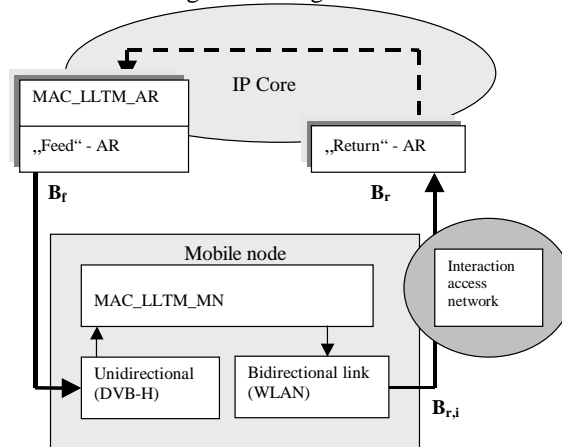 IP Core
MAC_LLTM_AR
„Feed“ - AR
„Return“ - AR
Bf
Br
Mobile node
MAC_LLTM_MN
Interaction
access
network
Unidirectional
(DVB-H)
Bidirectional link
(WLAN)
Br,i